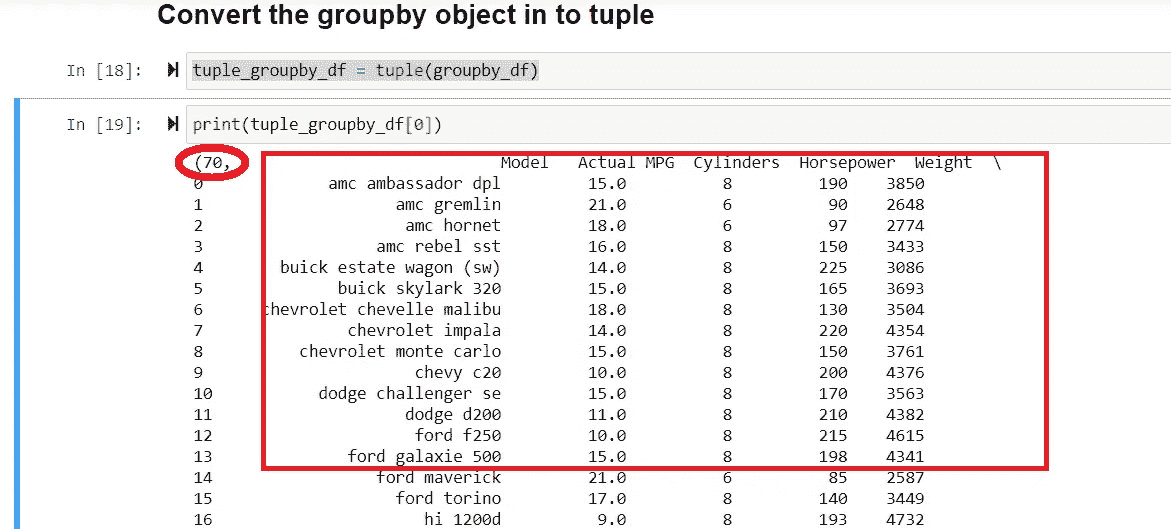 Convert the groupby object in to tuple
In [18]: tuple_groupby_df = tuple(groupby_df)
In [19]: print(tuple_groupby_df[0])
(70, Model Actual MPG Cylinders Horsepower Weight \
0 amc ambassador dpl 15.0 8 190 3850
1 amc gremlin 21.0 6 90 2648
2 amc hornet 18.0 6 97 2774
3 amc rebel sst 16.0 8 150 3433
4 buick estate wagon (sw) 14.0 8 225 3086
5 buick skylark 320 15.0 8 165 3693
6 chevrolet chevelle malibu 18.0 8 130 3504
7 chevrolet impala 14.0 8 220 4354
8 chevrolet monte carlo 15.0 8 150 3761
9 chevy c20 10.0 8 200 4376
10 dodge challenger se 15.0 8 170 3563
11 dodge d200 11.0 8 210 4382
12 ford f250 10.0 8 215 4615
13 ford galaxie 500 15.0 8 198 4341
14 ford maverick 21.0 6 85 2587
15 ford torino 17.0 8 140 3449
16 hi 1200d 9.0 8 193 4732